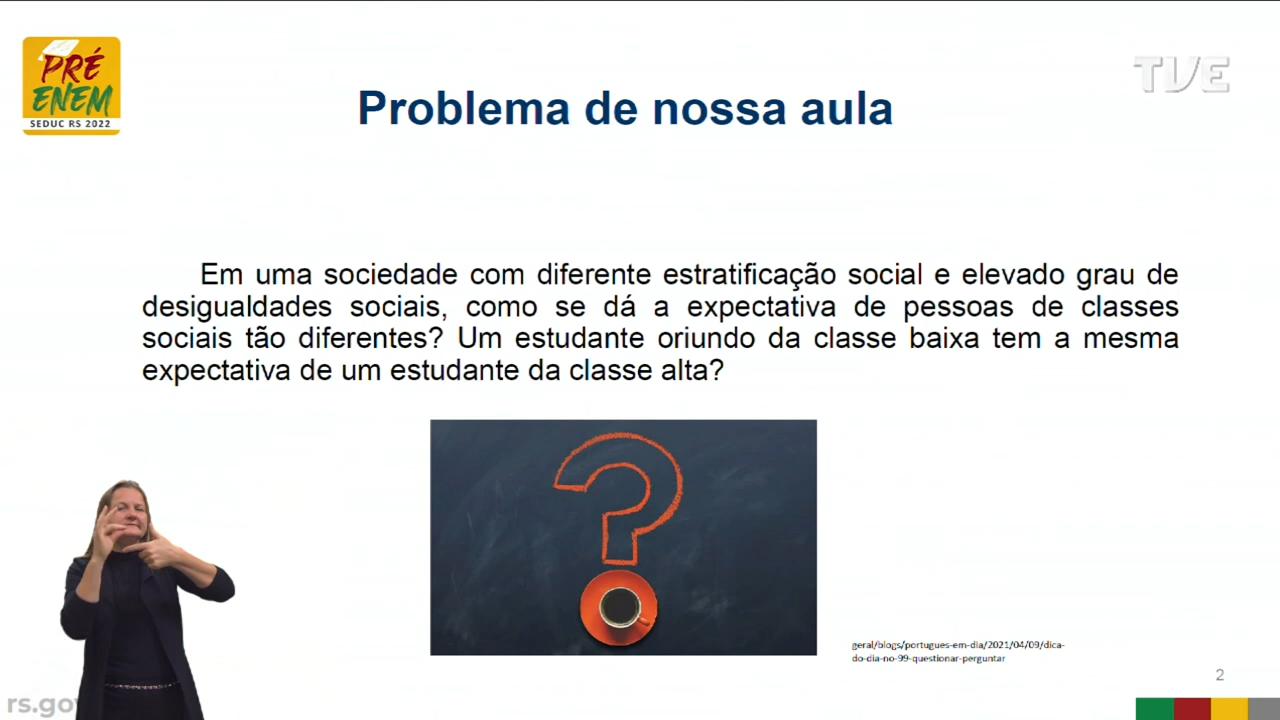 PRÉ
ENEM
SEDUC RS 2022
TVE
Problema de nossa aula
Em uma sociedade com diferente estratificação social e elevado grau de
desigualdades sociais, como se dá a expectativa de pessoas de classes
sociais tão diferentes? Um estudante oriundo da classe baixa tem a mesma
expectativa de um estudante da classe alta?
geral/blogs/portugues-em-dia/2021/04/09/dica-
do-dia-no-99-questionar-perguntar
2
rs.gov